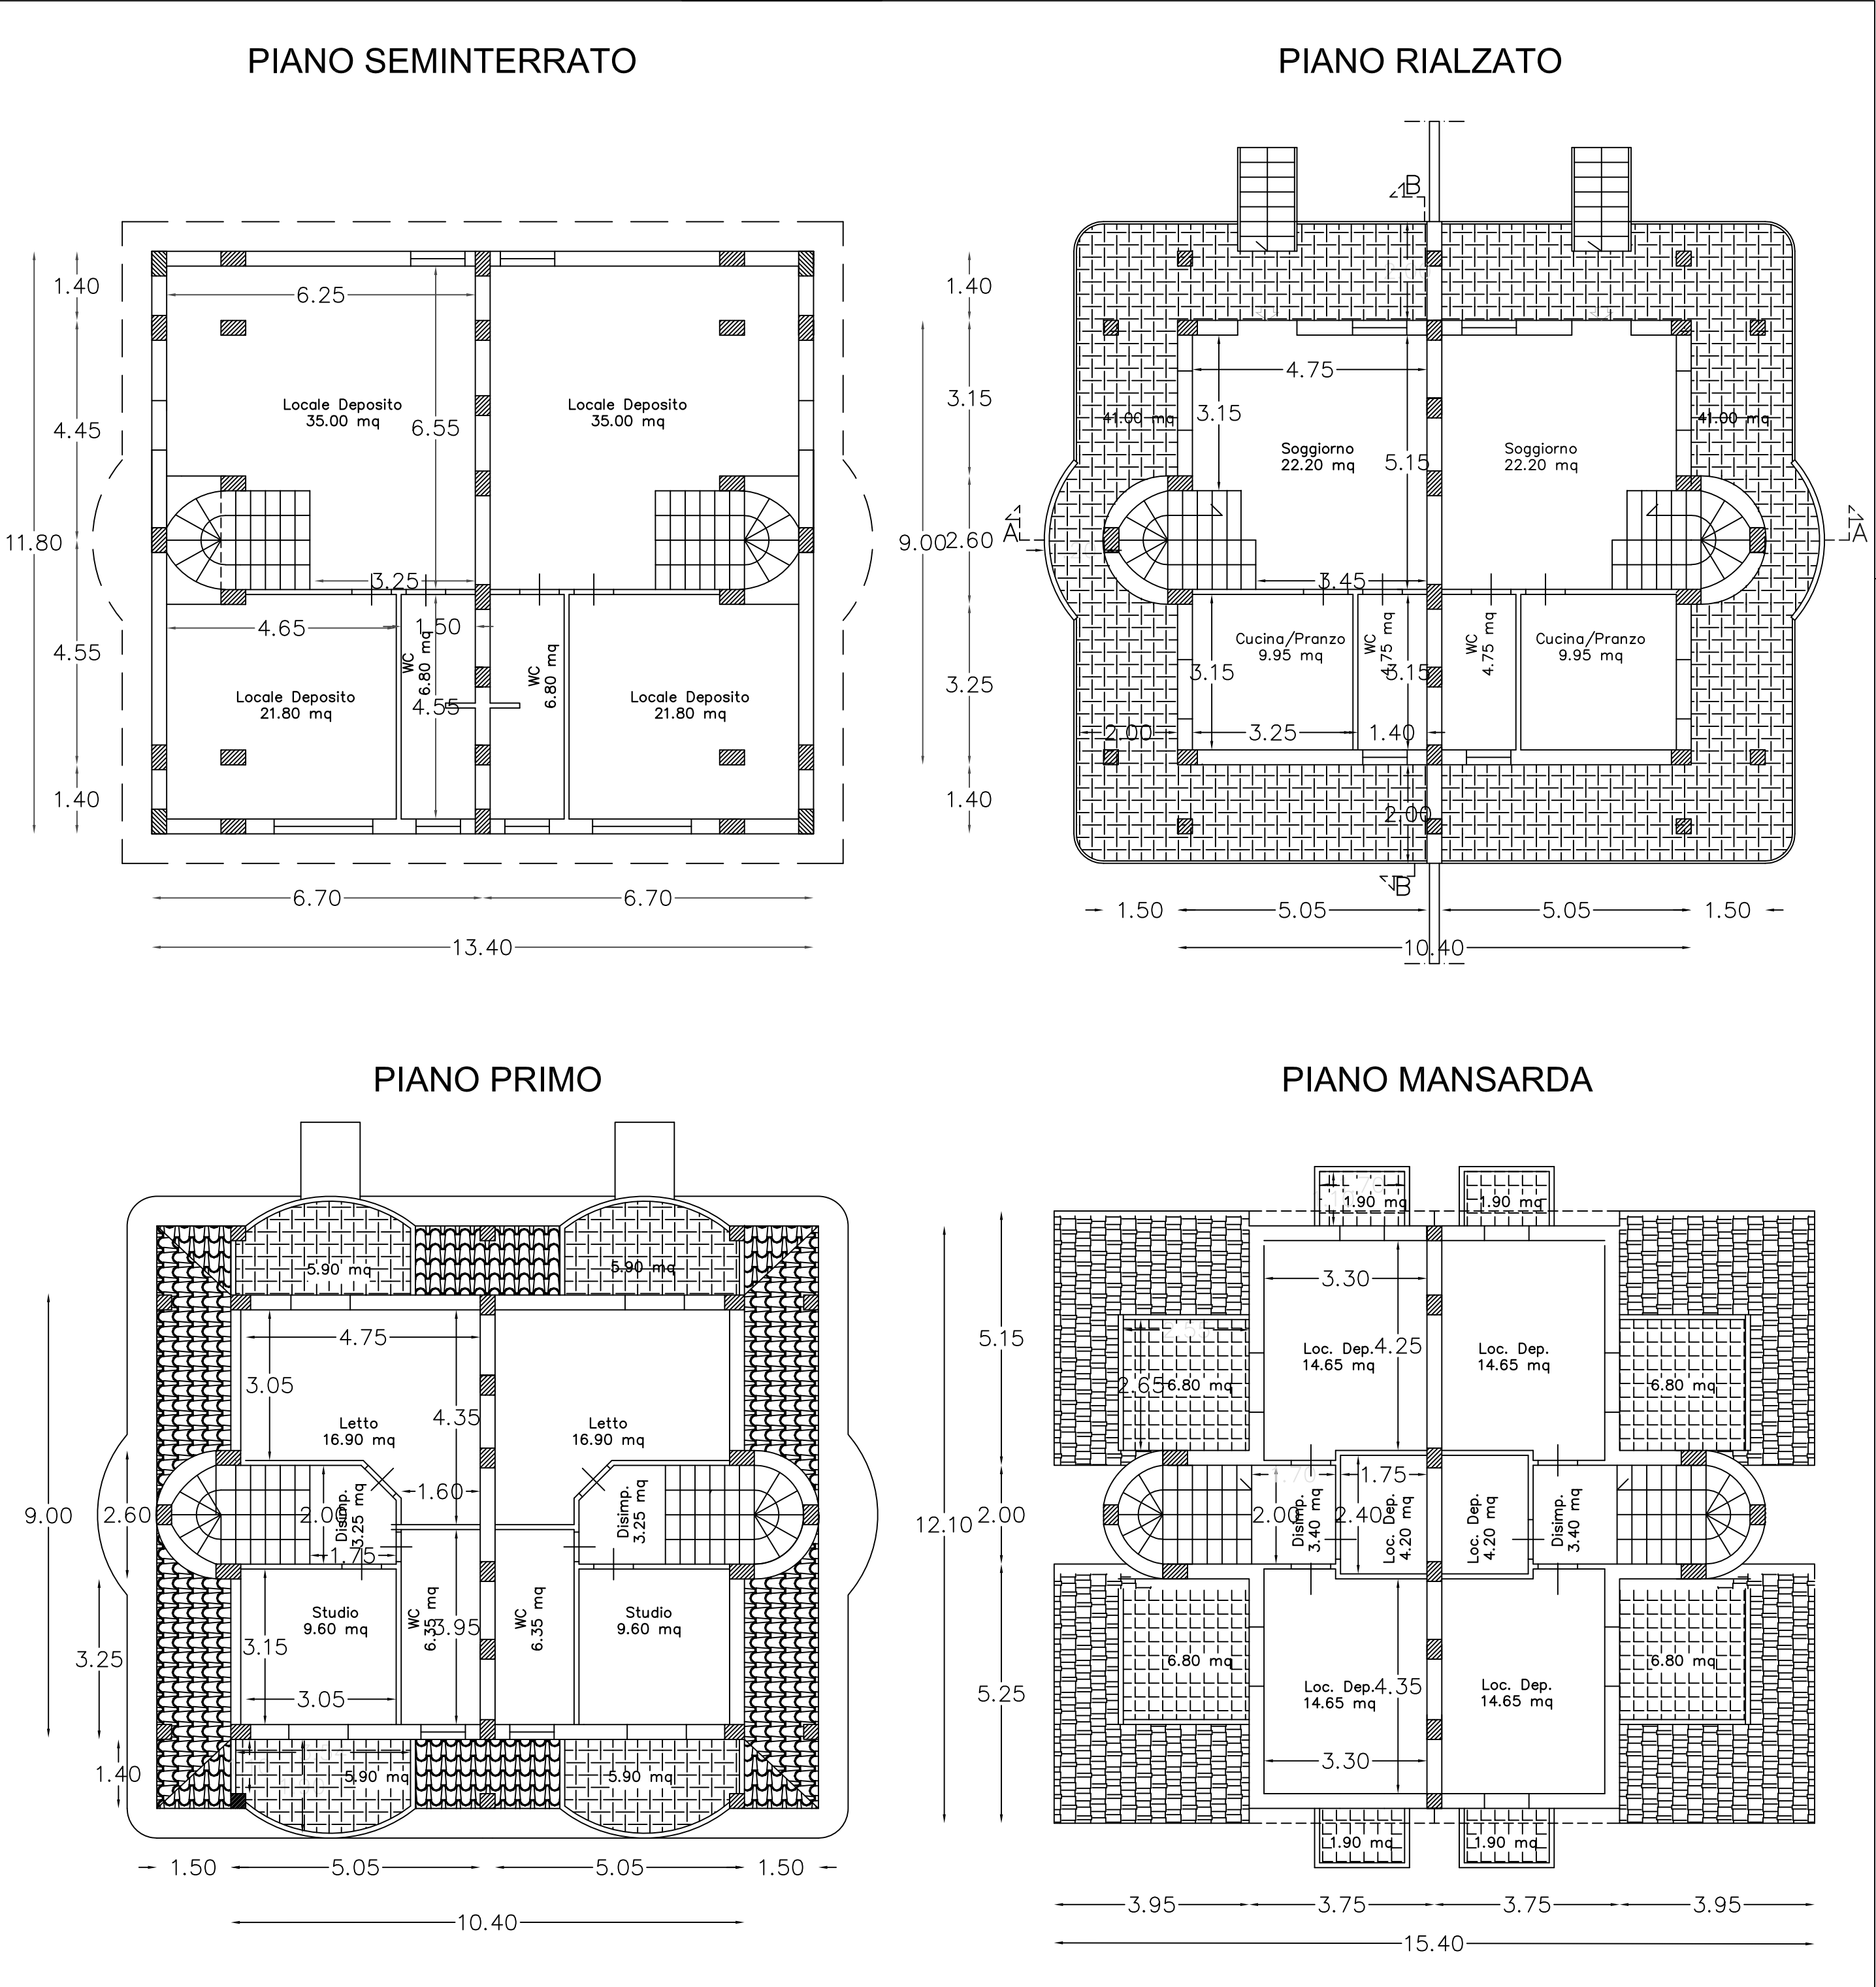 PIANO SEMINTERRATO
1.40
6.25
Locale Deposito
35.00 mq
6.55
Locale Deposito
35.00 mq
4.45
11.80
3.25
4.65
1.50
WC
6.80 mq
WC
6.80 mq
4.55
4.55
Locale Deposito
21.80 mq
Locale Deposito
21.80 mq
1.40
6.70
6.70
13.40
PIANO RIALZATO
B
1.40
4.75
3.15
3.15
41.00 mq
41.00 mq
Soggiorno
22.20 mq
5.15
Soggiorno
22.20 mq
A
A
9.00
2.60
3.45
Cucina/Pranzo
9.95 mq
WC
4.75 mq
WC
4.75 mq
Cucina/Pranzo
9.95 mq
3.15
3.15
3.25
2.00
3.25
1.40
1.40
2.00
B
1.50
5.05
5.05
1.50
10.40
PIANO PRIMO
5.90 mq
5.90 mq
4.75
3.05
4.35
Letto
16.90 mq
Letto
16.90 mq
1.60
9.00
2.60
2.00
Disimp.
3.25 mq
Disimp.
3.25 mq
1.75
Studio
9.60 mq
WC
6.35 mq
3.95
WC
6.35 mq
Studio
9.60 mq
3.15
3.25
3.05
1.40
5.90 mq
5.90 mq
1.50
5.05
5.05
1.50
10.40
PIANO MANSARDA
1.90 mq
1.90 mq
3.30
5.15
Loc. Dep.
14.65 mq
4.25
Loc. Dep.
14.65 mq
2.65
6.80 mq
6.80 mq
1.70
1.75
12.10
2.00
2.00
Disimp.
3.40 mq
2.40
Loc. Dep.
4.20 mq
Loc. Dep.
4.20 mq
Disimp.
3.40 mq
6.80 mq
6.80 mq
5.25
Loc. Dep.
14.65 mq
4.35
Loc. Dep.
14.65 mq
3.30
1.90 mq
1.90 mq
3.95
3.75
3.75
3.95
15.40